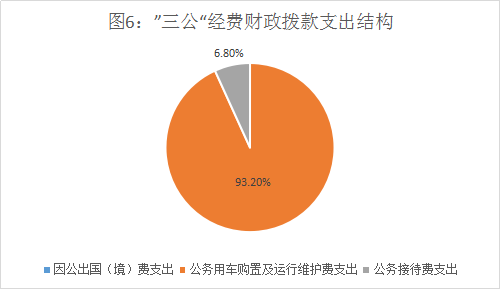 图6：”三公“经费财政拨款支出结构
6.80%
93.20%
因公出国（境）费支出 公务用车购置及运行维护费支出 公务接待费支出